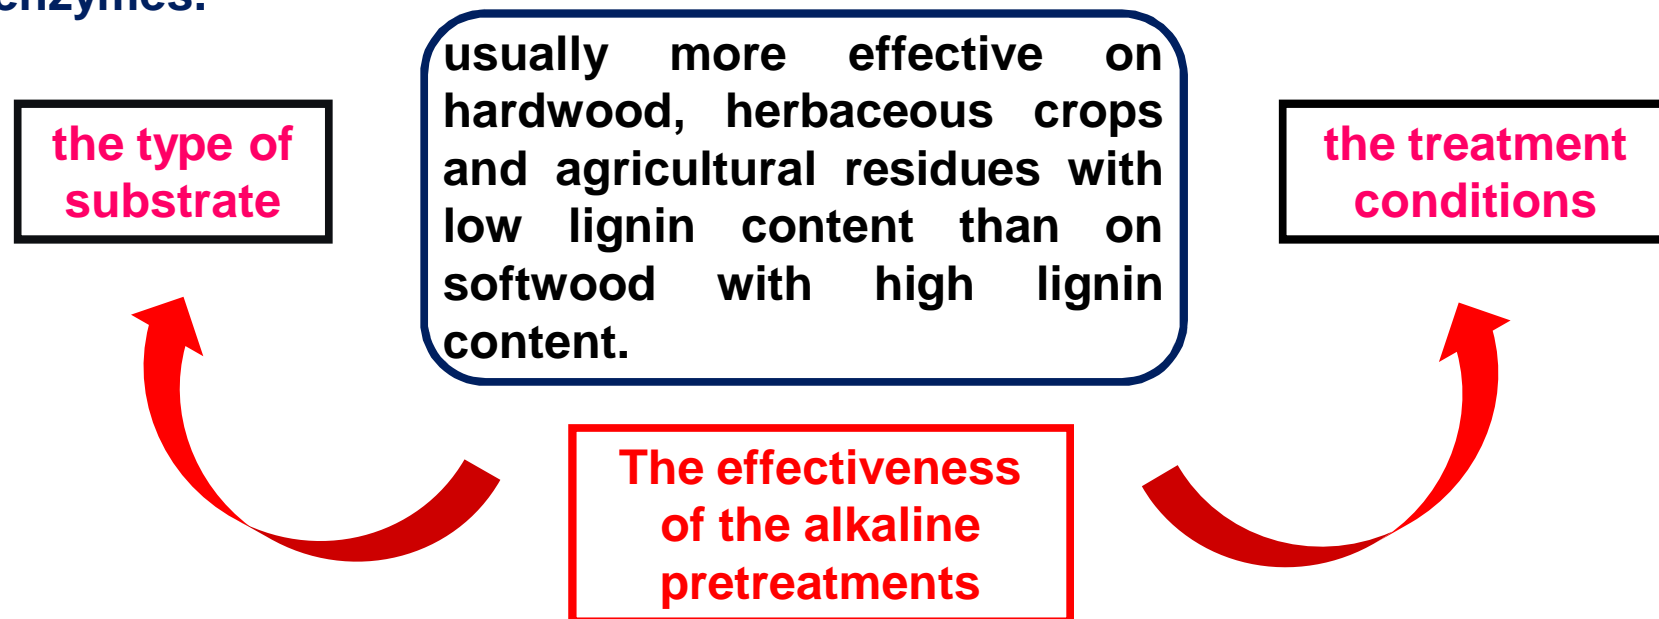 enzymes.
usually more effective on
hardwood, herbaceous crops
and agricultural residues with
low lignin content than on
softwood with high lignin
content.
the type of
substrate
the treatment
conditions
The effectiveness
of the alkaline
pretreatments